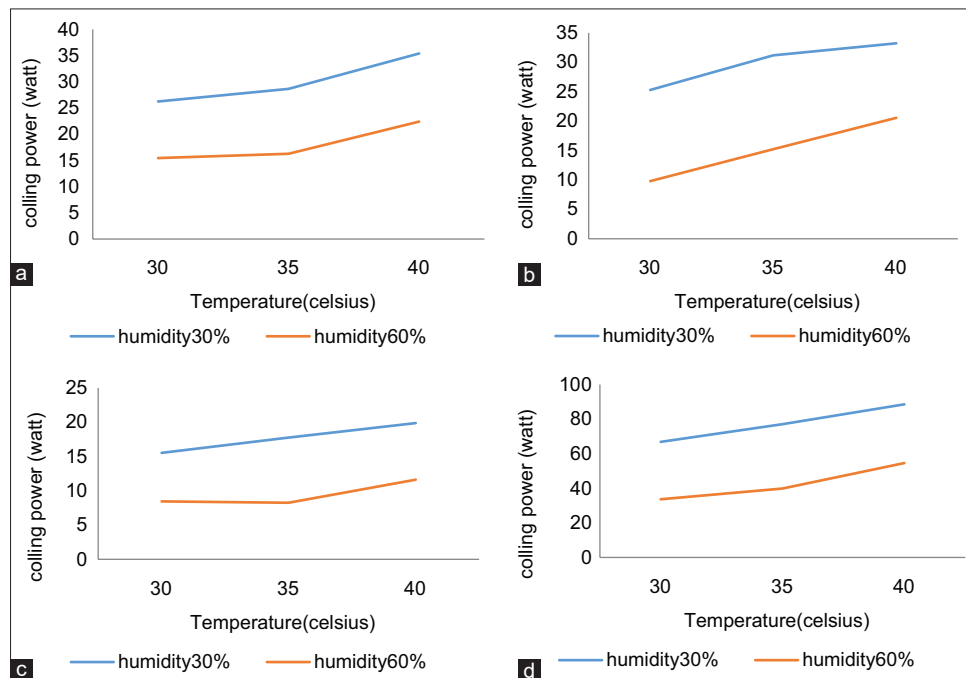 40
35
30
25
20
15
10
5
0
colling power (watt)
30 35 40
Temperature(celsius)
humidity30% humidity60%
a
35
30
25
20
15
10
5
0
colling power (watt)
30 35 40
Temperature(celsius)
humidity30% humidity60%
b
25
20
15
10
5
0
colling power (watt)
30 35 40
Temperature(celsius)
humidity30% humidity60%
c
100
80
60
40
20
0
colling power (watt)
30 35 40
Temperature(celsius)
humidity30% humidity60%
d